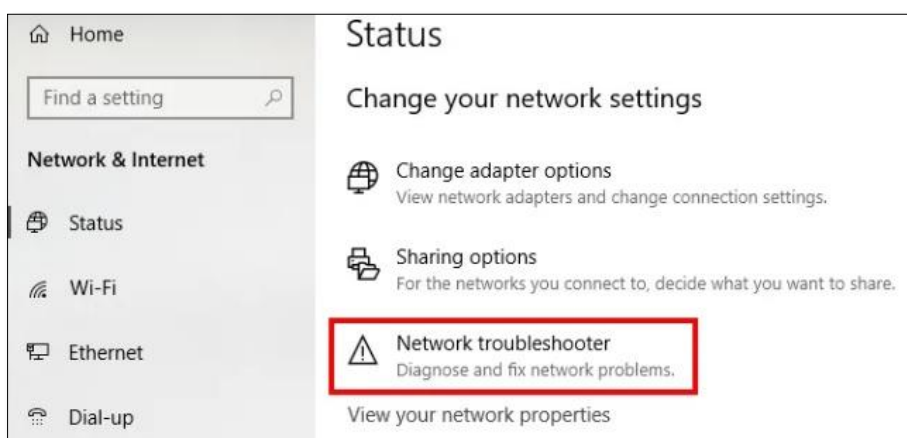 Home
Find a setting
Network & Internet
Status
Wi-Fi
Ethernet
Dial-up
Status
Change your network settings
Change adapter options
View network adapters and change connection settings.
Sharing options
For the networks you connect to, decide what you want to share.
Network troubleshooter
Diagnose and fix network problems.
View your network properties